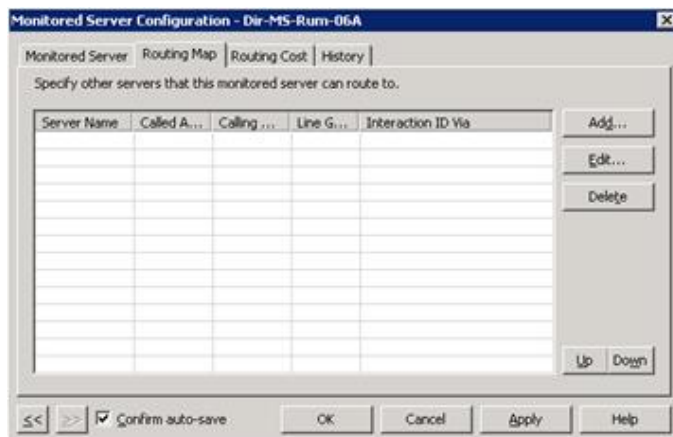 Monitored Server Configuration - Dir-MS-Rum-06A
Monitored Server Routing Map Routing Cost History
Specify other servers that this monitored server can route to.
Server Name Called A... Calling ... Line G... Interaction ID Via
Add...
Edit...
Delete
Up Down
<< >> Confirm auto-save OK Cancel Apply Help